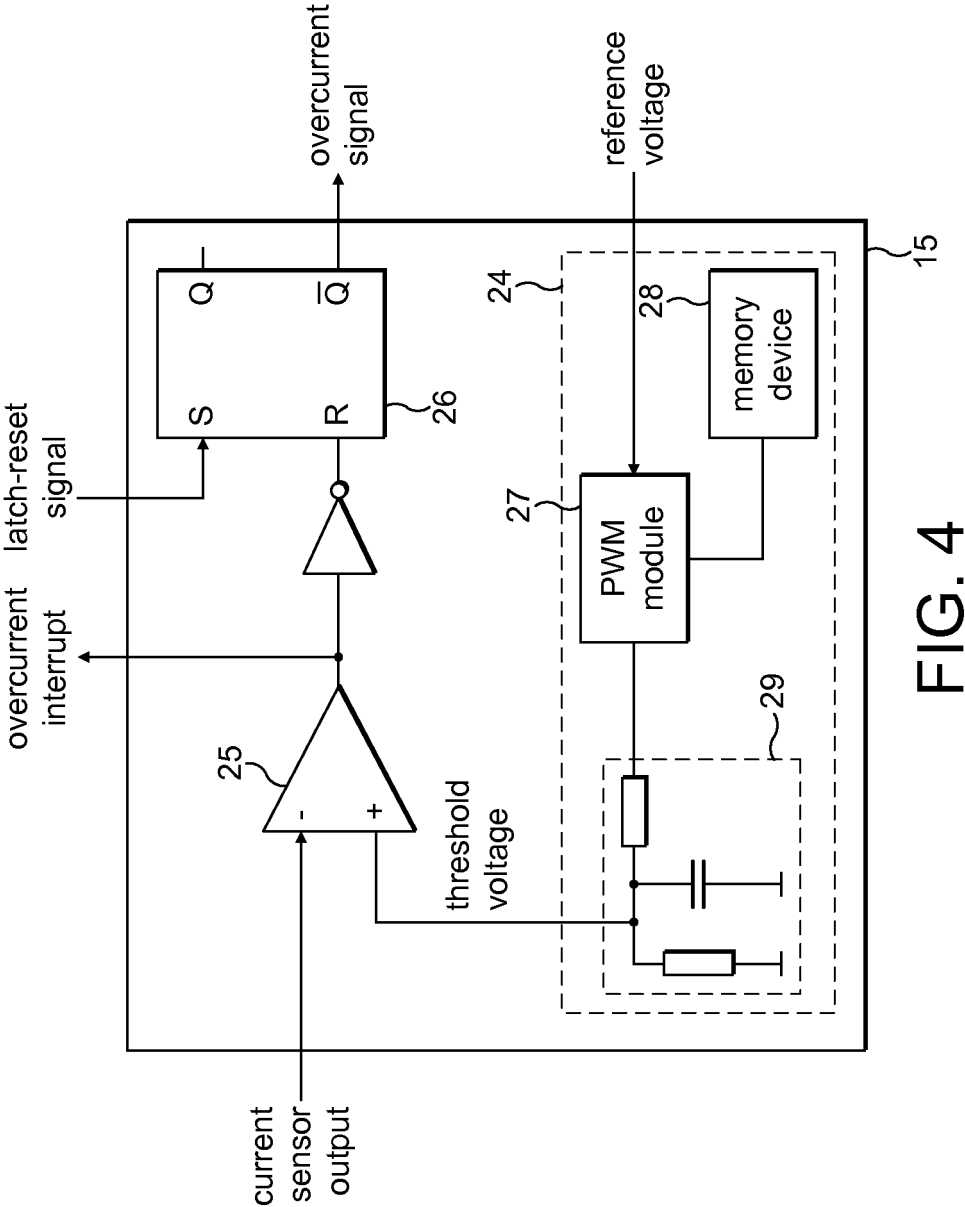 latch-reset
signal
overcurrent
interrupt
overcurrent
signal
S
Q
R
Q̅
26
25
-
+
current
sensor
output
threshold
voltage
24
reference
voltage
27
PWM
module
28
memory
device
29
15
FIG. 4